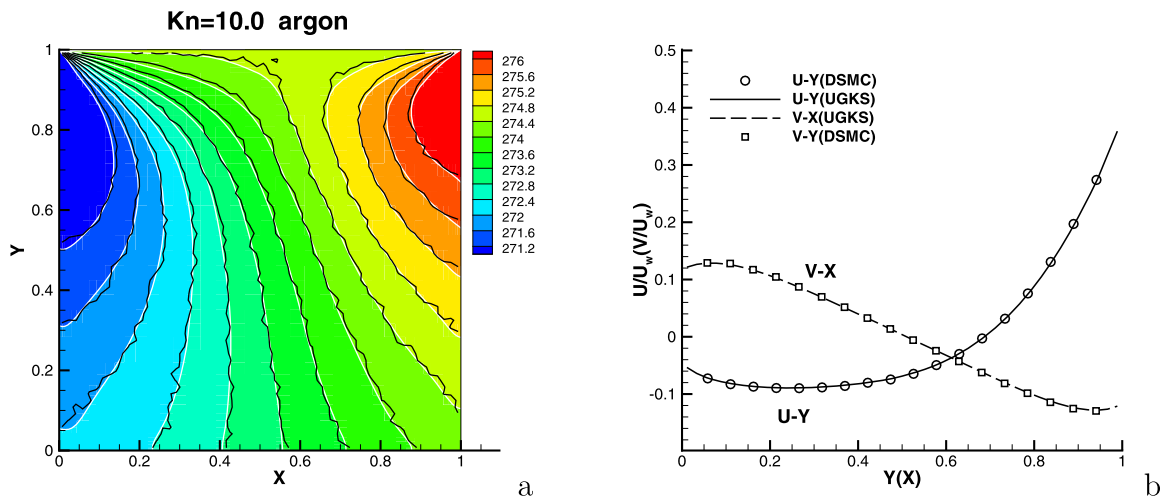 Kn=10.0 argon
1
0.8
0.6
0.4
0.2
0
Y
0
0.2
0.4
0.6
0.8
1
X
276
275.6
275.2
274.8
274.4
274
273.6
273.2
272.8
272.4
272
271.6
271.2
a
0.5
0.4
0.3
0.2
0.1
0
-0.1
U/Uw(V/Uw)
U-Y(DSMC)
U-Y(UGKS)
V-X(UGKS)
V-Y(DSMC)
V-X
U-Y
0
0.2
0.4
0.6
0.8
1
Y(X)
b